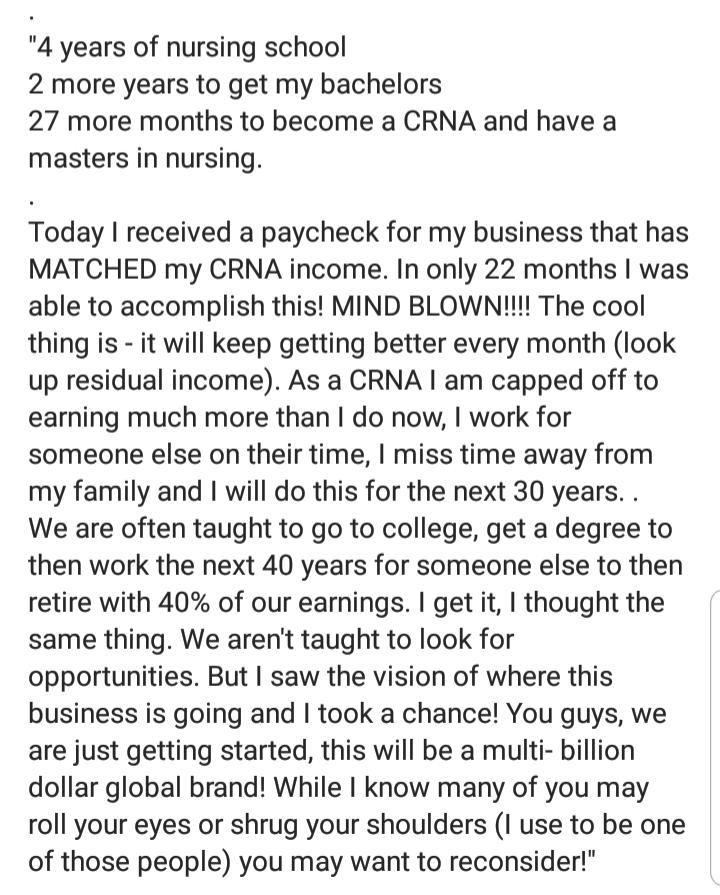 .
"4 years of nursing school
2 more years to get my bachelors
27 more months to become a CRNA and have a
masters in nursing.
.
Today I received a paycheck for my business that has
MATCHED my CRNA income. In only 22 months I was
able to accomplish this! MIND BLOWN!!!! The cool
thing is - it will keep getting better every month (look
up residual income). As a CRNA I am capped off to
earning much more than I do now, I work for
someone else on their time, I miss time away from
my family and I will do this for the next 30 years. .
We are often taught to go to college, get a degree to
then work the next 40 years for someone else to then
retire with 40% of our earnings. I get it, I thought the
same thing. We aren't taught to look for
opportunities. But I saw the vision of where this
business is going and I took a chance! You guys, we
are just getting started, this will be a multi- billion
dollar global brand! While I know many of you may
roll your eyes or shrug your shoulders (I use to be one
of those people) you may want to reconsider!"